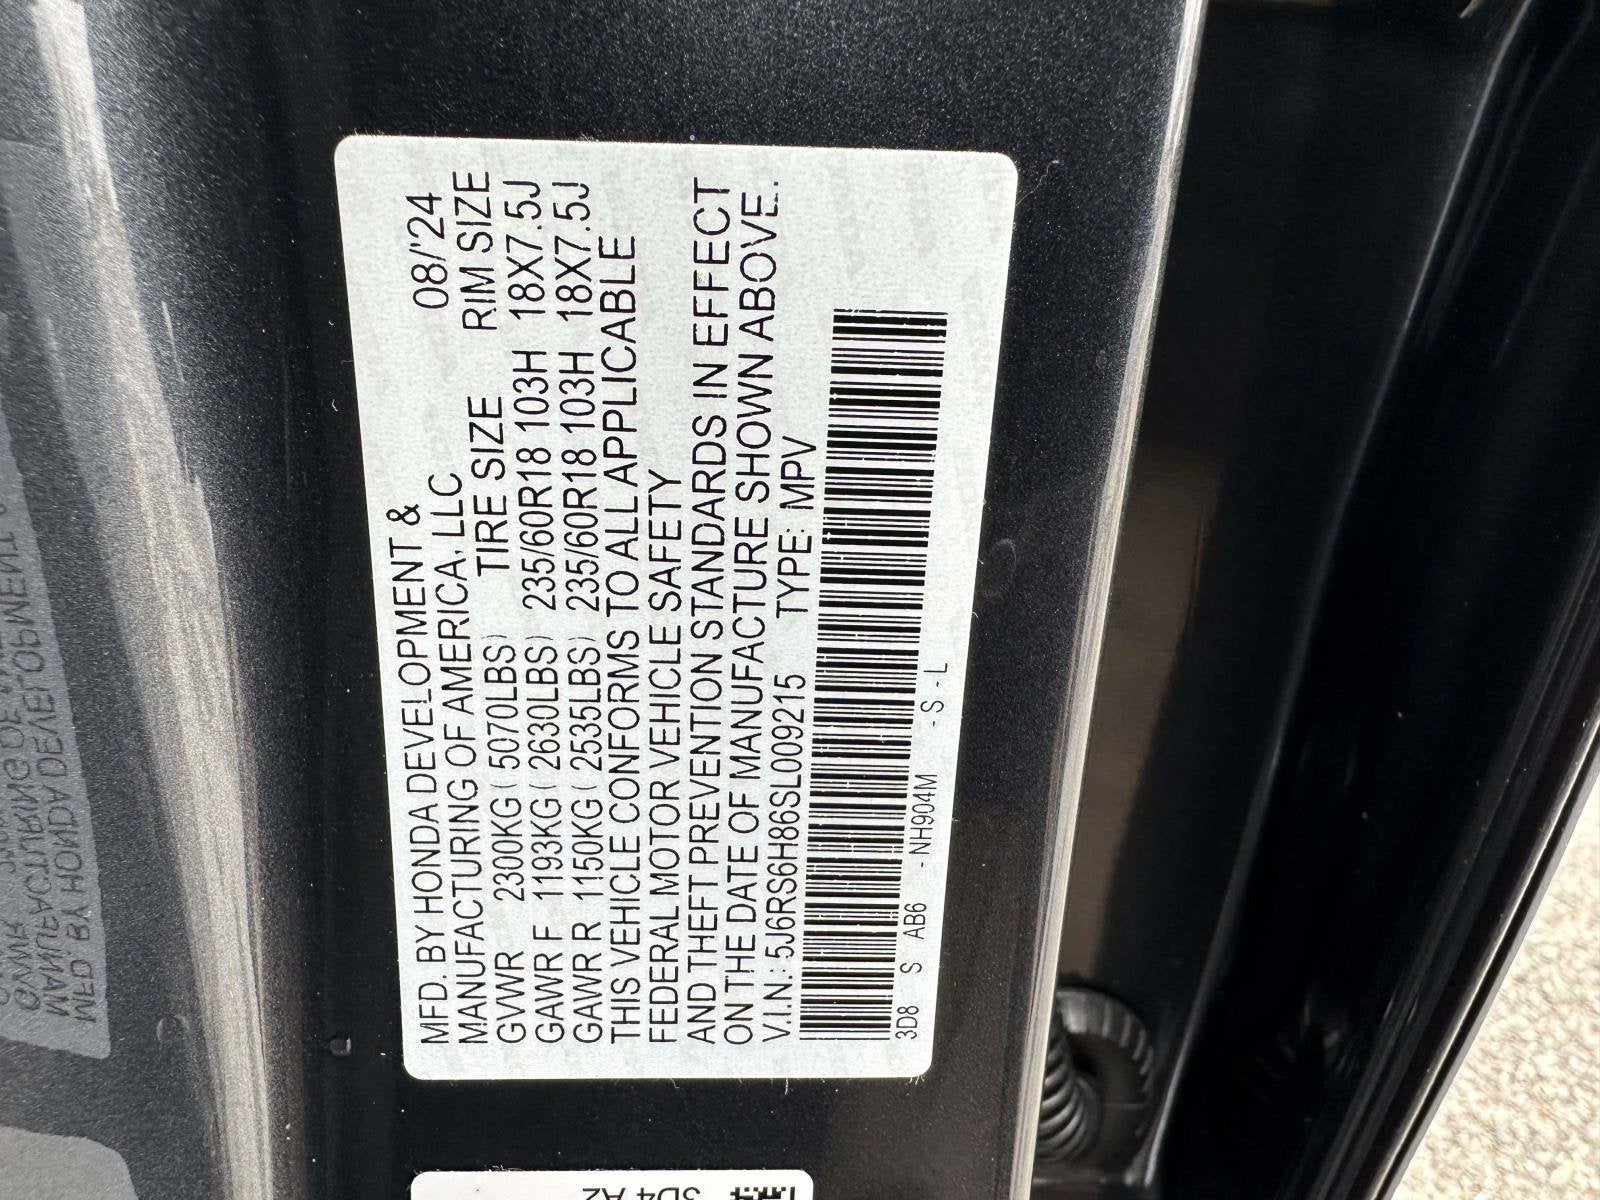 MFD. BY HONDA DEVELOPMENT &
MANUFACTURING OF AMERICA, LLC 08/'24
GVWR TIRE SIZE RIM SIZE
2300KG ( 5070LBS) 235/60R18 103H 18X7.5J
GAWR F 1193KG ( 2630LBS) 235/60R18 103H 18X7.5J
GAWR R 1150KG ( 2535LBS)
THIS VEHICLE CONFORMS TO ALL APPLICABLE
FEDERAL MOTOR VEHICLE SAFETY
AND THEFT PREVENTION STANDARDS IN EFFECT
ON THE DATE OF MANUFACTURE SHOWN ABOVE.
V.I.N.: 5J6RS6H86SL009215 TYPE: MPV
3D8 S AB6 - NH904M - S - L
3D4 A2